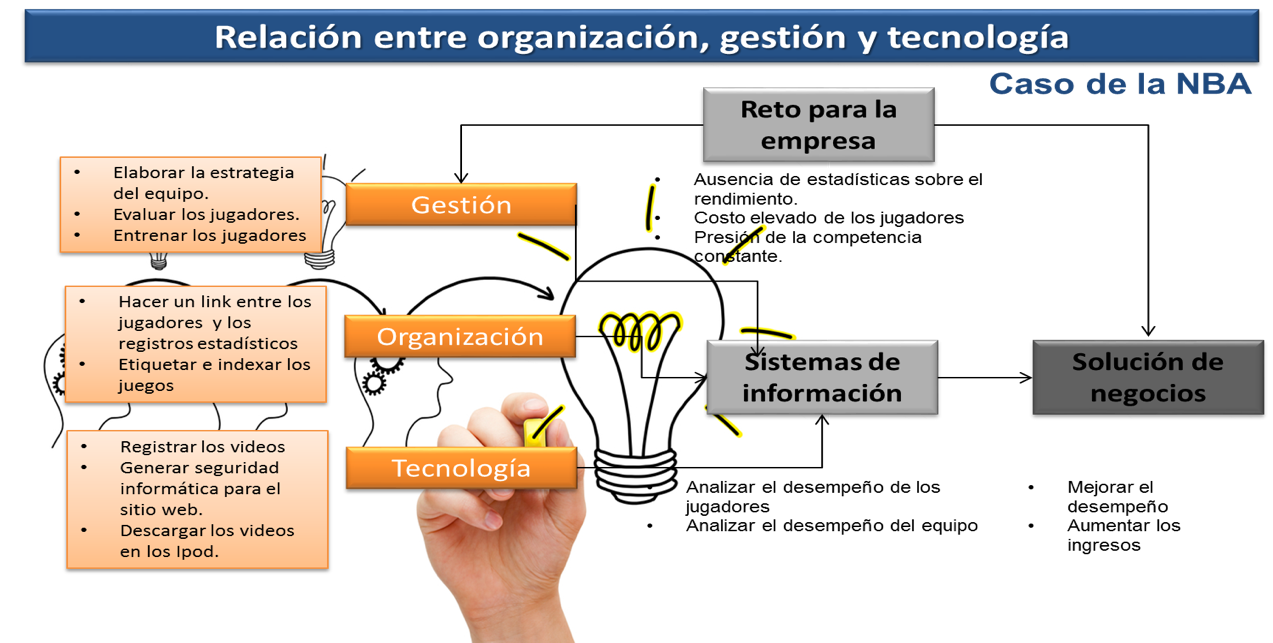 Relación entre organización, gestión y tecnología
Caso de la NBA
Reto para la
empresa
• Ausencia de estadísticas sobre el
rendimiento.
• Costo elevado de los jugadores
• Presión de la competencia
constante.
• Elaborar la estrategia
del equipo.
• Evaluar los jugadores.
• Entrenar los jugadores
Gestión
• Hacer un link entre los
jugadores y los
registros estadísticos
• Etiquetar e indexar los
juegos
Organización
• Registrar los videos
• Generar seguridad
informática para el
sitio web.
• Descargar los videos
en los Ipod.
Tecnología
Sistemas de
información
• Analizar el desempeño de los
jugadores
• Analizar el desempeño del equipo
Solución de
negocios
• Mejorar el
desempeño
• Aumentar los
ingresos